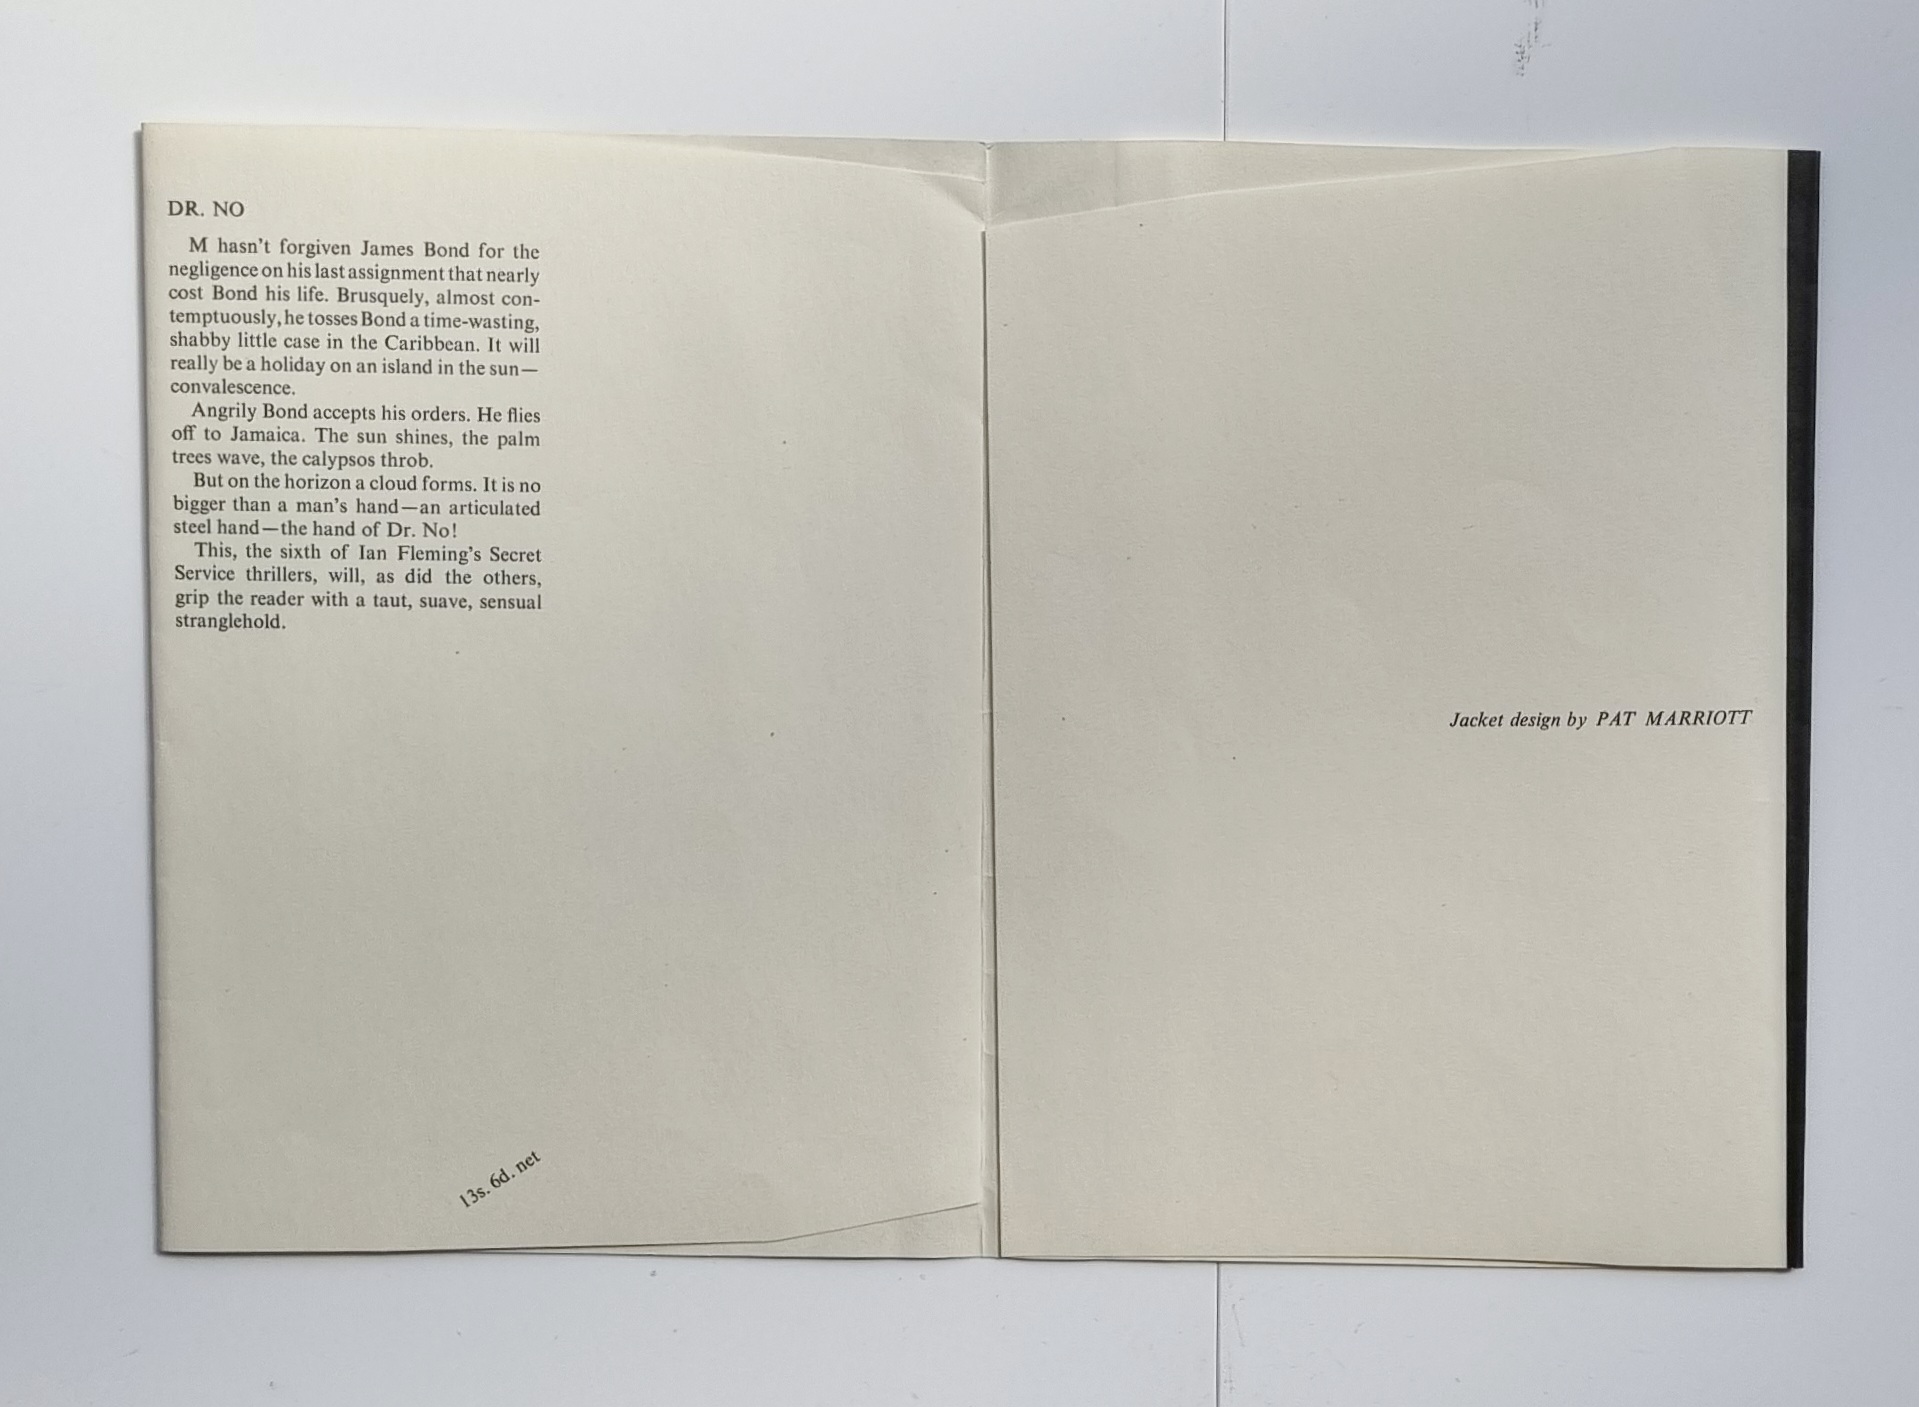 DR. NO
M hasn't forgiven James Bond for the
negligence on his last assignment that nearly
cost Bond his life. Brusquely, almost con-
temptuously, he tosses Bond a time-wasting,
shabby little case in the Caribbean. It will
really be a holiday on an island in the sun—
convalescence.
Angrily Bond accepts his orders. He flies
off to Jamaica. The sun shines, the palm
trees wave, the calypsos throb.
But on the horizon a cloud forms. It is no
bigger than a man's hand—an articulated
steel hand—the hand of Dr. No!
This, the sixth of Ian Fleming's Secret
Service thrillers, will, as did the others,
grip the reader with a taut, suave, sensual
stranglehold.
13s. 6d. net
Jacket design by PAT MARRIOTT